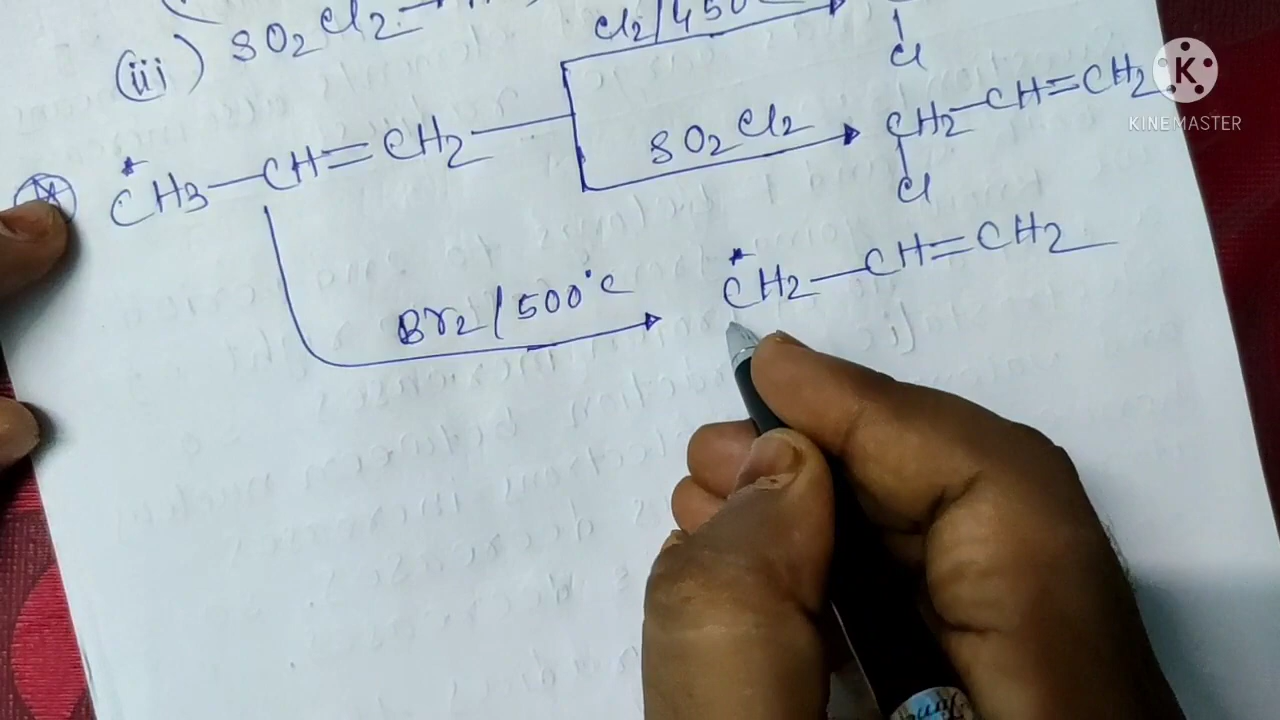 (iii) SO2Cl2
Cl2/450
Cl
CH3—CH=CH2
SO2Cl2
CH2—CH=CH2
Cl
Br2/500°C
*CH2—CH=CH2
K
KINEMASTER